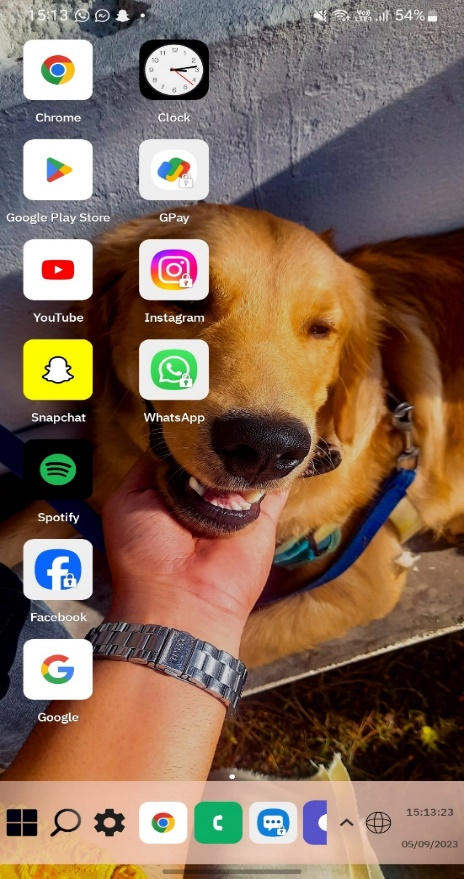 15:13
54%
Chrome
Clock
Google Play Store
GPay
YouTube
Instagram
Snapchat
WhatsApp
Spotify
Facebook
Google
15:13:23
05/09/2023